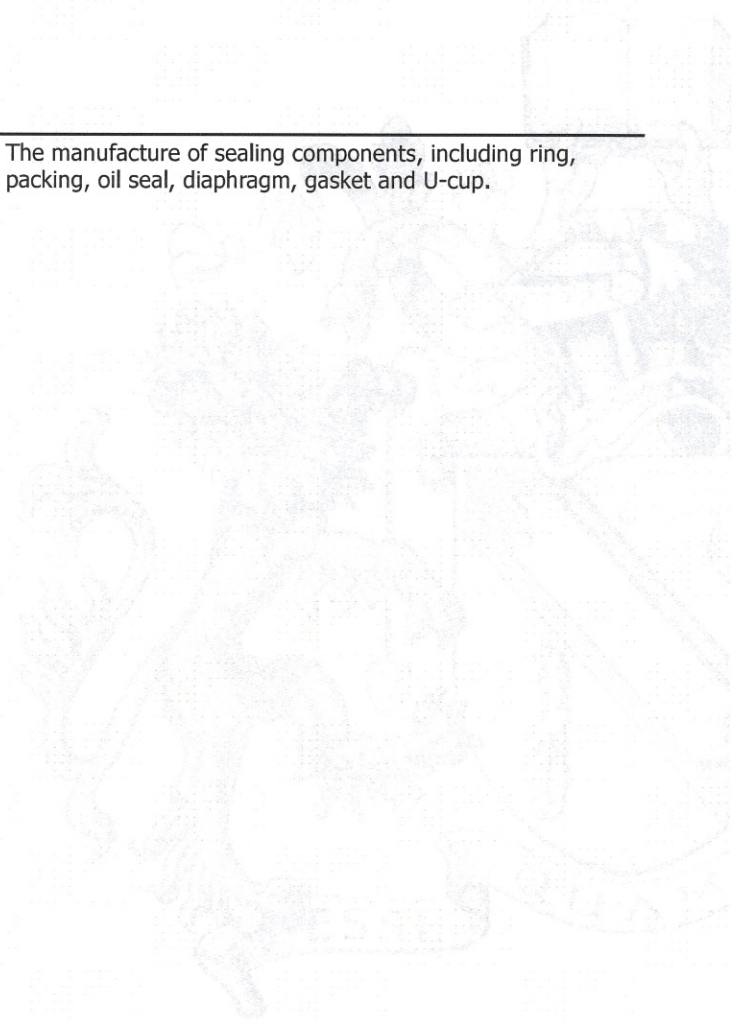 The manufacture of sealing components, including ring,
packing, oil seal, diaphragm, gasket and U-cup.